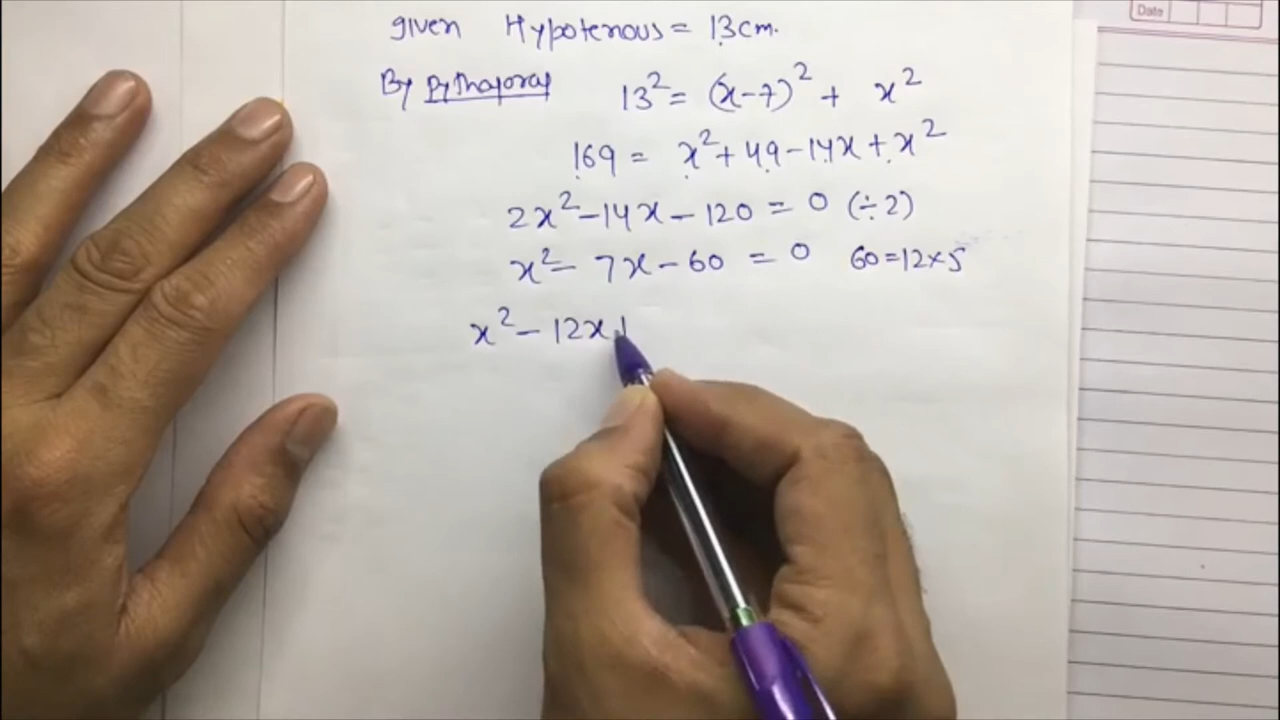 Date
given Hypotenous = 13cm.
By Pythagoras 13² = (x-7)² + x²
169 = x² + 49 - 14x + x²
2x² - 14x - 120 = 0 (÷2)
x² - 7x - 60 = 0 60=12×5
x² - 12x